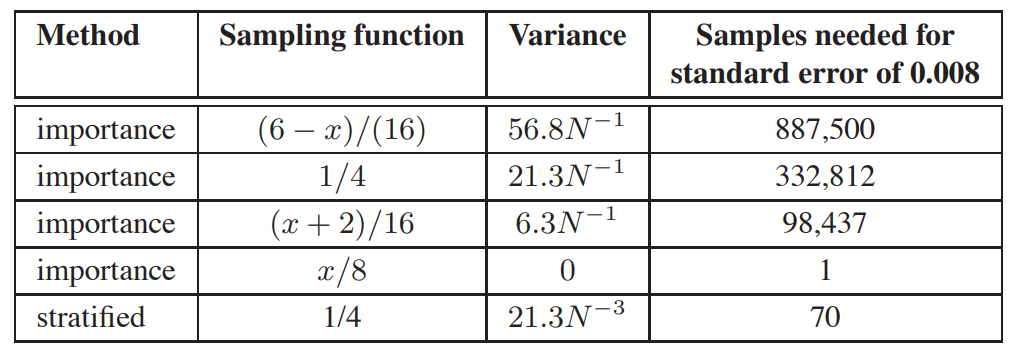 Method Sampling function Variance Samples needed for
standard error of 0.008
importance (6 − x)/(16) 56.8N⁻¹ 887,500
importance 1/4 21.3N⁻¹ 332,812
importance (x + 2)/16 6.3N⁻¹ 98,437
importance x/8 0 1
stratified 1/4 21.3N⁻³ 70